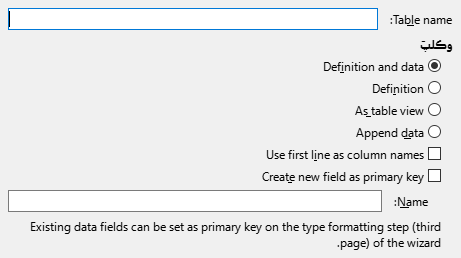 Table name:
وڪلپَ
Definition and data
Definition
As table view
Append data
Use first line as column names
Create new field as primary key
Name:
Existing data fields can be set as primary key on the type formatting step (third
page) of the wizard.